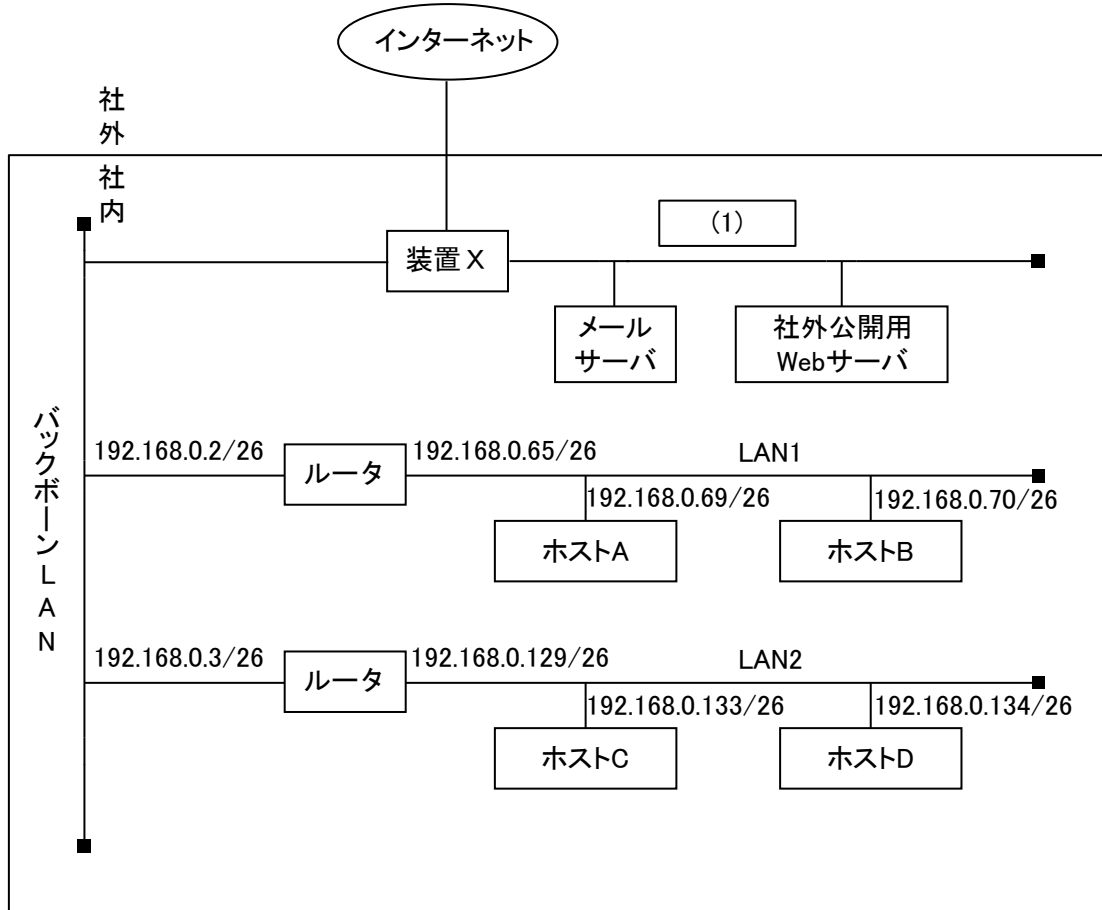 インターネット
社
外
社
内
(1)
装置X
メール
サーバ
社外公開用
Webサーバ
バックボーンLAN
192.168.0.2/26
ルータ
192.168.0.65/26
LAN1
192.168.0.69/26
192.168.0.70/26
ホストA
ホストB
192.168.0.3/26
ルータ
192.168.0.129/26
LAN2
192.168.0.133/26
192.168.0.134/26
ホストC
ホストD